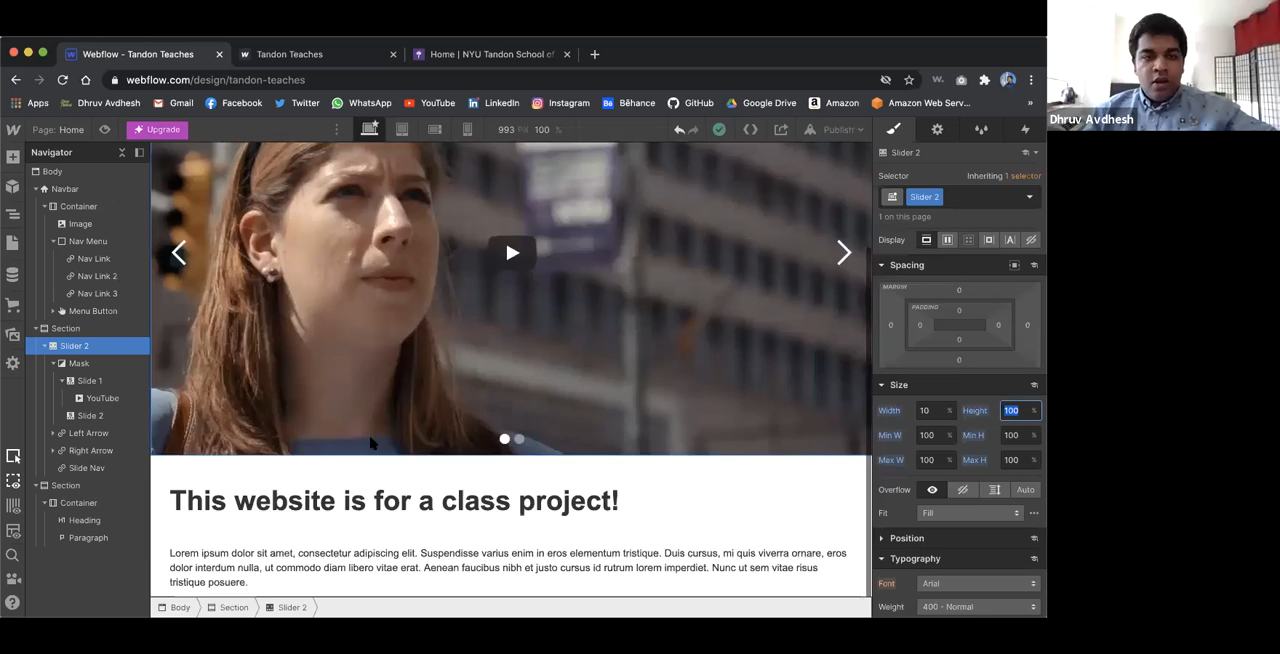 Webflow - Tandon Teaches
Tandon Teaches
Home | NYU Tandon School of
webflow.com/design/tandon-teaches
Apps
Dhruv Avdhesh
Gmail
Facebook
Twitter
WhatsApp
YouTube
LinkedIn
Instagram
Bēhance
GitHub
Google Drive
Amazon
Amazon Web Serv...
Dhruv Avdhesh
Page: Home
Upgrade
993 PX 100 %
Publish
Navigator
Body
Navbar
Container
Image
Nav Menu
Nav Link
Nav Link 2
Nav Link 3
Menu Button
Section
Slider 2
Mask
Slide 1
YouTube
Slide 2
Left Arrow
Right Arrow
Slide Nav
Section
Container
H1 Heading
P Paragraph
This website is for a class project!
Lorem ipsum dolor sit amet, consectetur adipiscing elit. Suspendisse varius enim in eros elementum tristique. Duis cursus, mi quis viverra ornare, eros
dolor interdum nulla, ut commodo diam libero vitae erat. Aenean faucibus nibh et justo cursus id rutrum lorem imperdiet. Nunc ut sem vitae risus
tristique posuere.
Body
Section
Slider 2
Slider 2
Selector
Inheriting 1 selector
Slider 2
1 on this page
Display
Spacing
MARGIN
0
PADDING
0
0 0 0 0
0
0
Size
Width 10 % Height 100 %
Min W 100 % Min H 100 %
Max W 100 % Max H 100 %
Overflow Auto
Fit Fill
Position
Typography
Font Arial
Weight 400 - Normal